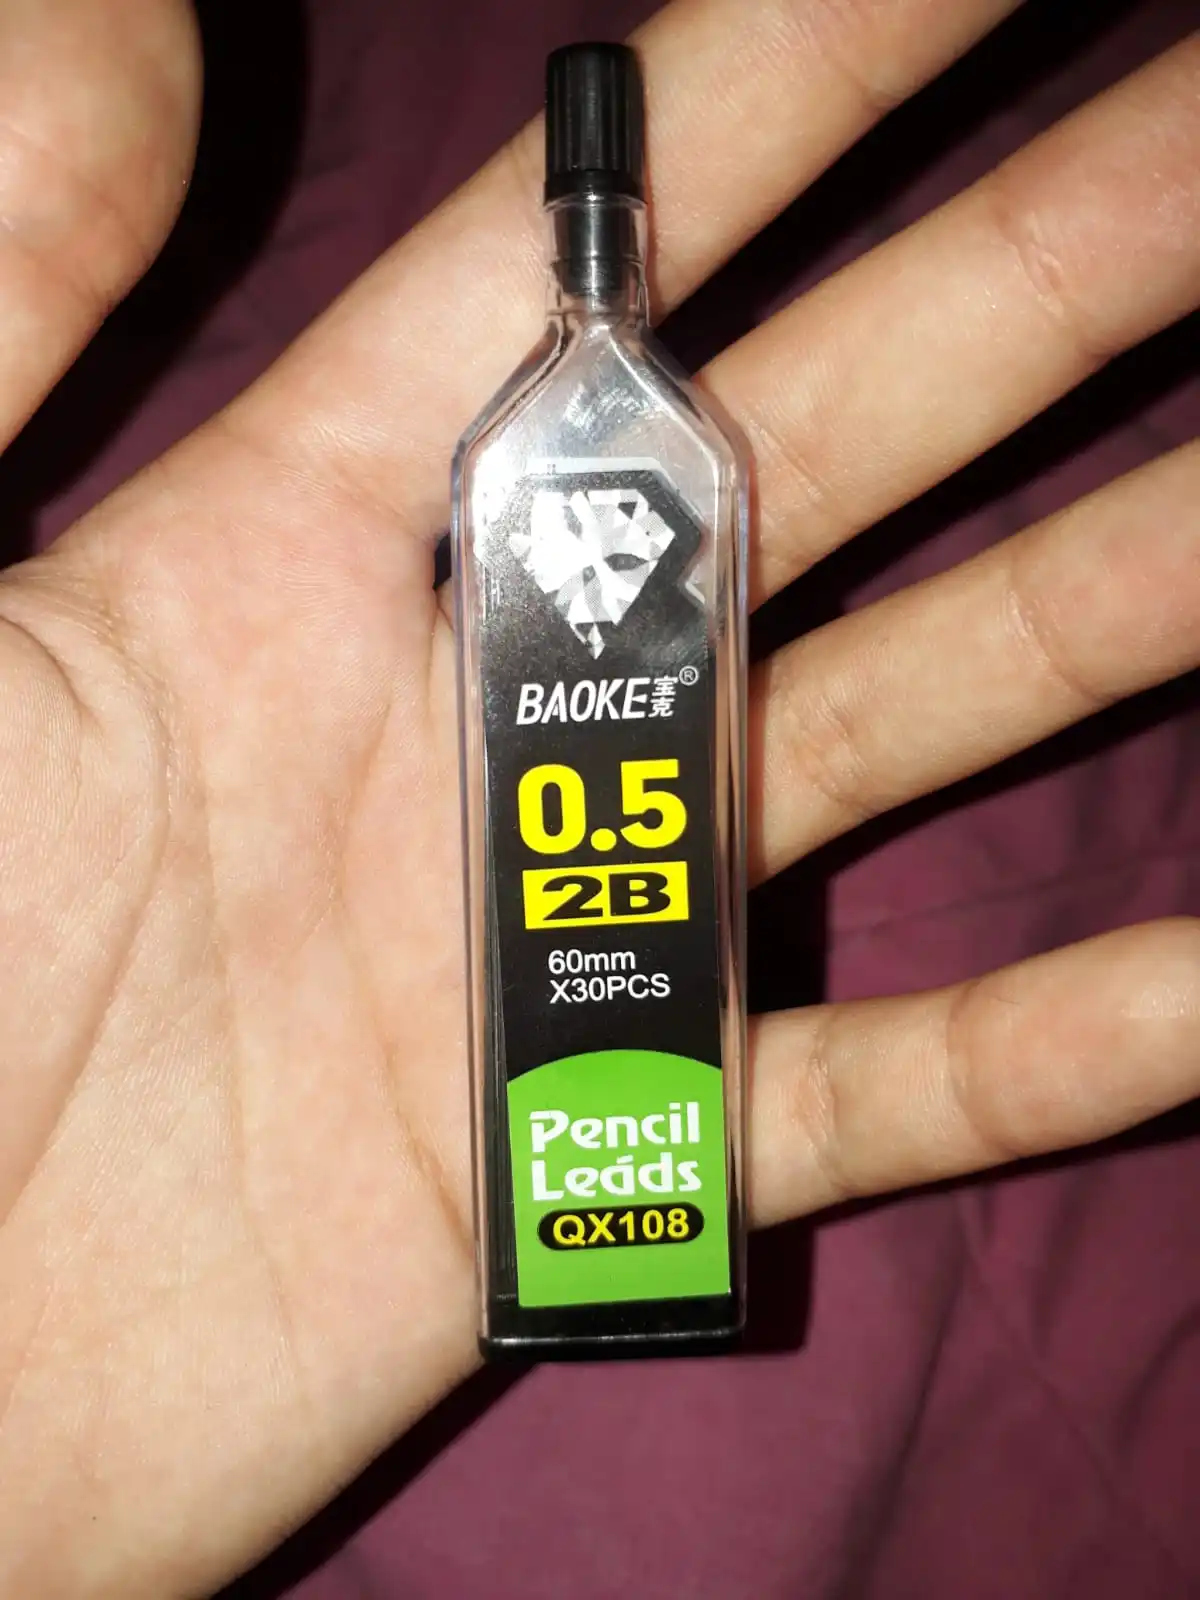 BAOKE宝克®
0.5
2B
60mm
X30PCS
Pencil
Leáds
QX108